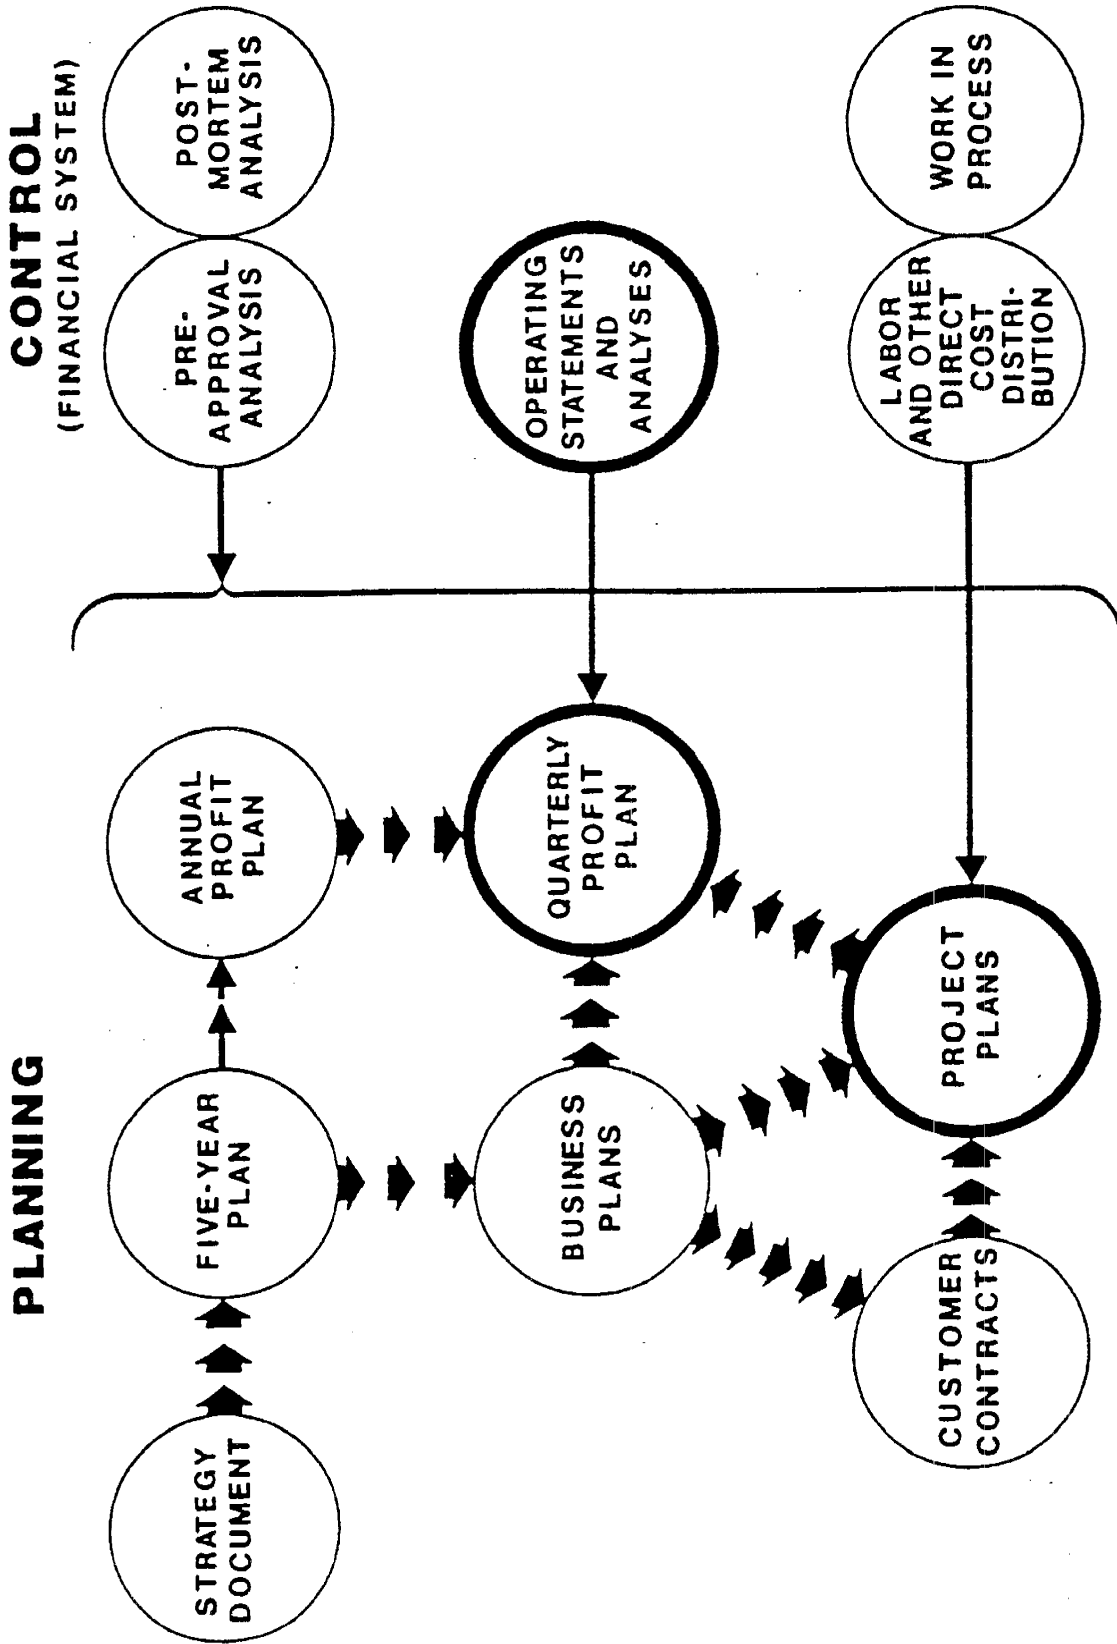 PLANNING
CONTROL
(FINANCIAL SYSTEM)
STRATEGY
DOCUMENT
FIVE-YEAR
PLAN
ANNUAL
PROFIT
PLAN
PRE-
APPROVAL
ANALYSIS
POST-
MORTEM
ANALYSIS
BUSINESS
PLANS
QUARTERLY
PROFIT
PLAN
OPERATING
STATEMENTS
AND
ANALYSES
CUSTOMER
CONTRACTS
PROJECT
PLANS
LABOR
AND OTHER
DIRECT
COST
DISTRI-
BUTION
WORK IN
PROCESS